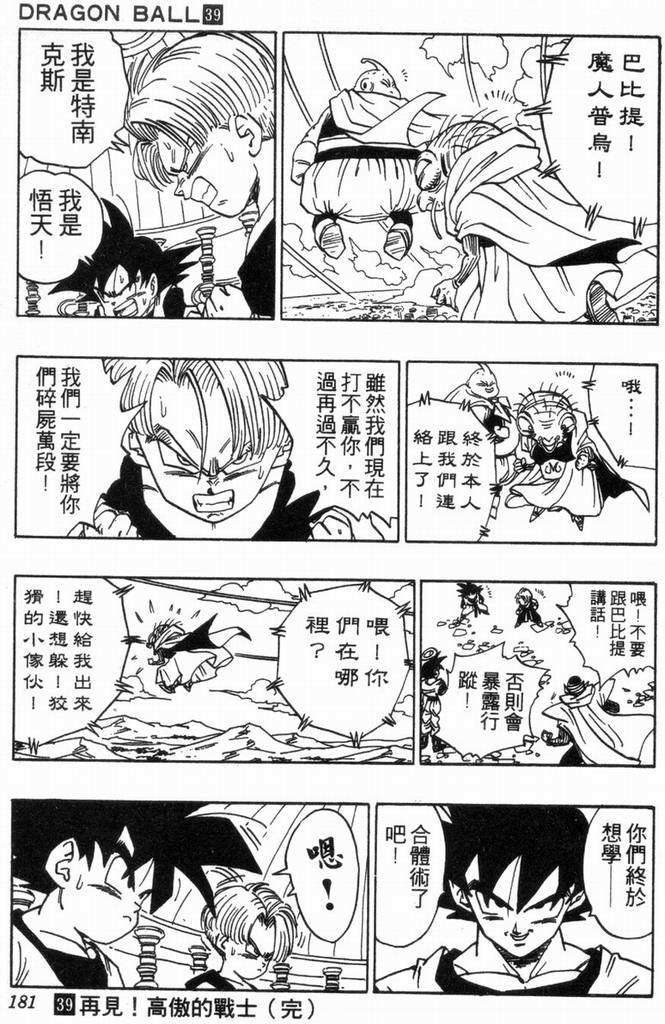 DRAGON BALL 39
巴比提！
魔人普烏！
我是特南
克斯
我是
悟天！
哦…！
終於本人
跟我們連
絡上了！
雖然我們現在
打不贏你，不
過再過不久，
我們一定要將你
們碎屍萬段！
喂！不要
跟巴比提
講話！
否則會
暴露行
蹤！
喂！你
們在哪
裡？
趕快給我出來
！還想躲！狡
猾的小傢伙！
你們終於
想學──
合體術了
吧！
嗯！
181 39 再見！高傲的戰士（完）